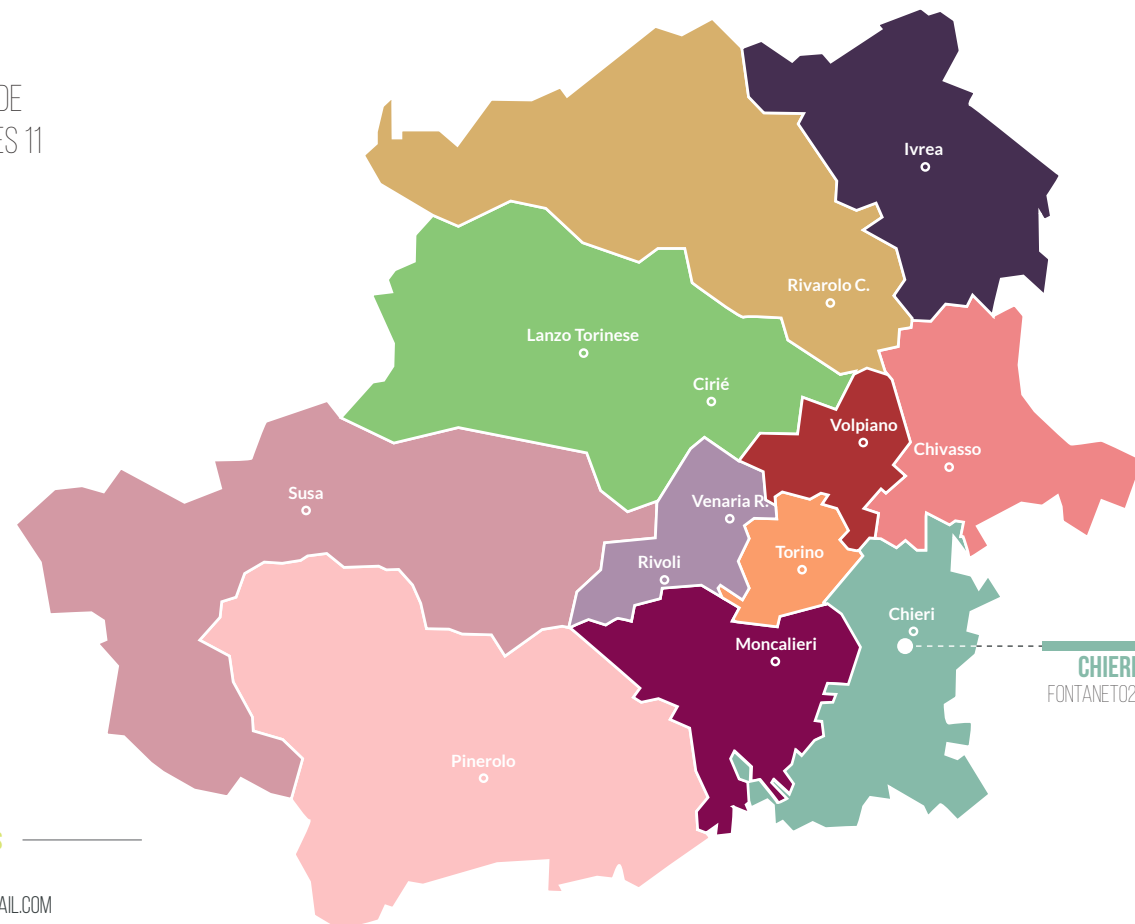 DE
ES 11
Ivrea
Rivarolo C.
Lanzo Torinese
Cirié
Volpiano
Chivasso
Susa
Venaria R.
Torino
Rivoli
Chieri
Moncalieri
CHIERI
FONTANETO2
Pinerolo
S
AIL.COM